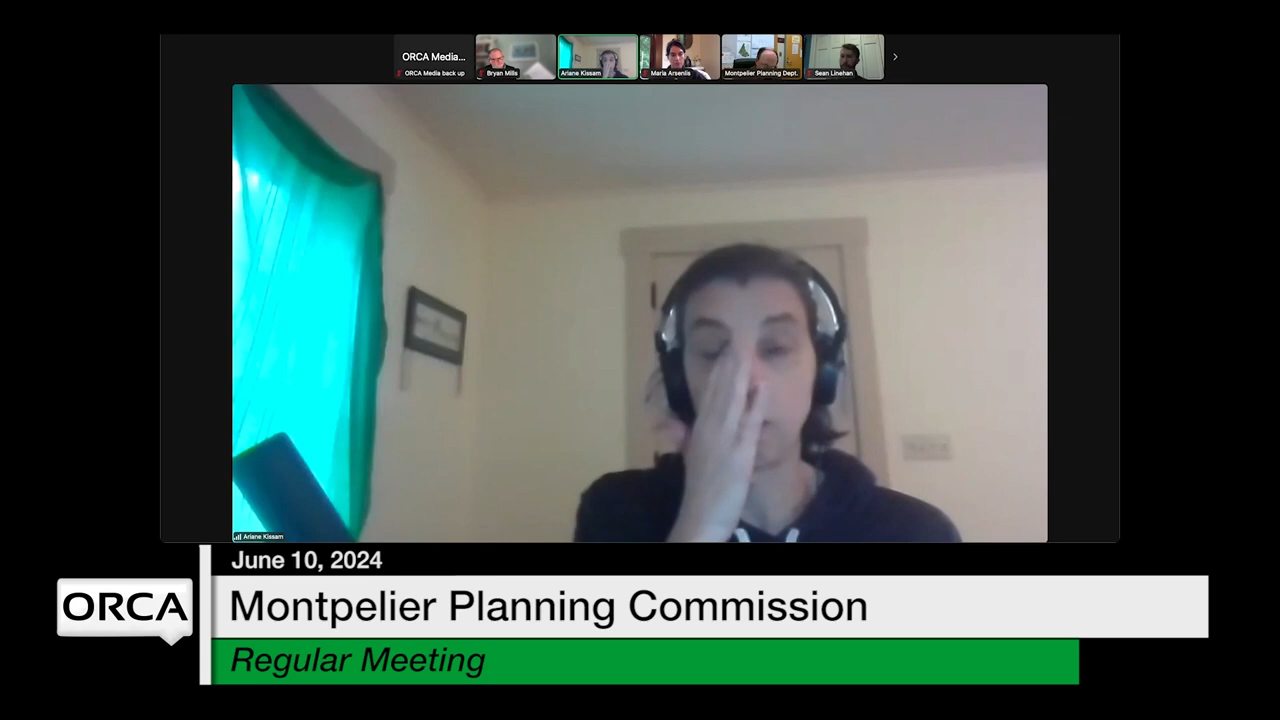 ORCA Media...
ORCA Media back up
Bryan Mills
Ariane Kissam
Maria Arsenlis
Montpelier Planning Dept.
Sean Linehan
Ariane Kissam
June 10, 2024
ORCA
Montpelier Planning Commission
Regular Meeting